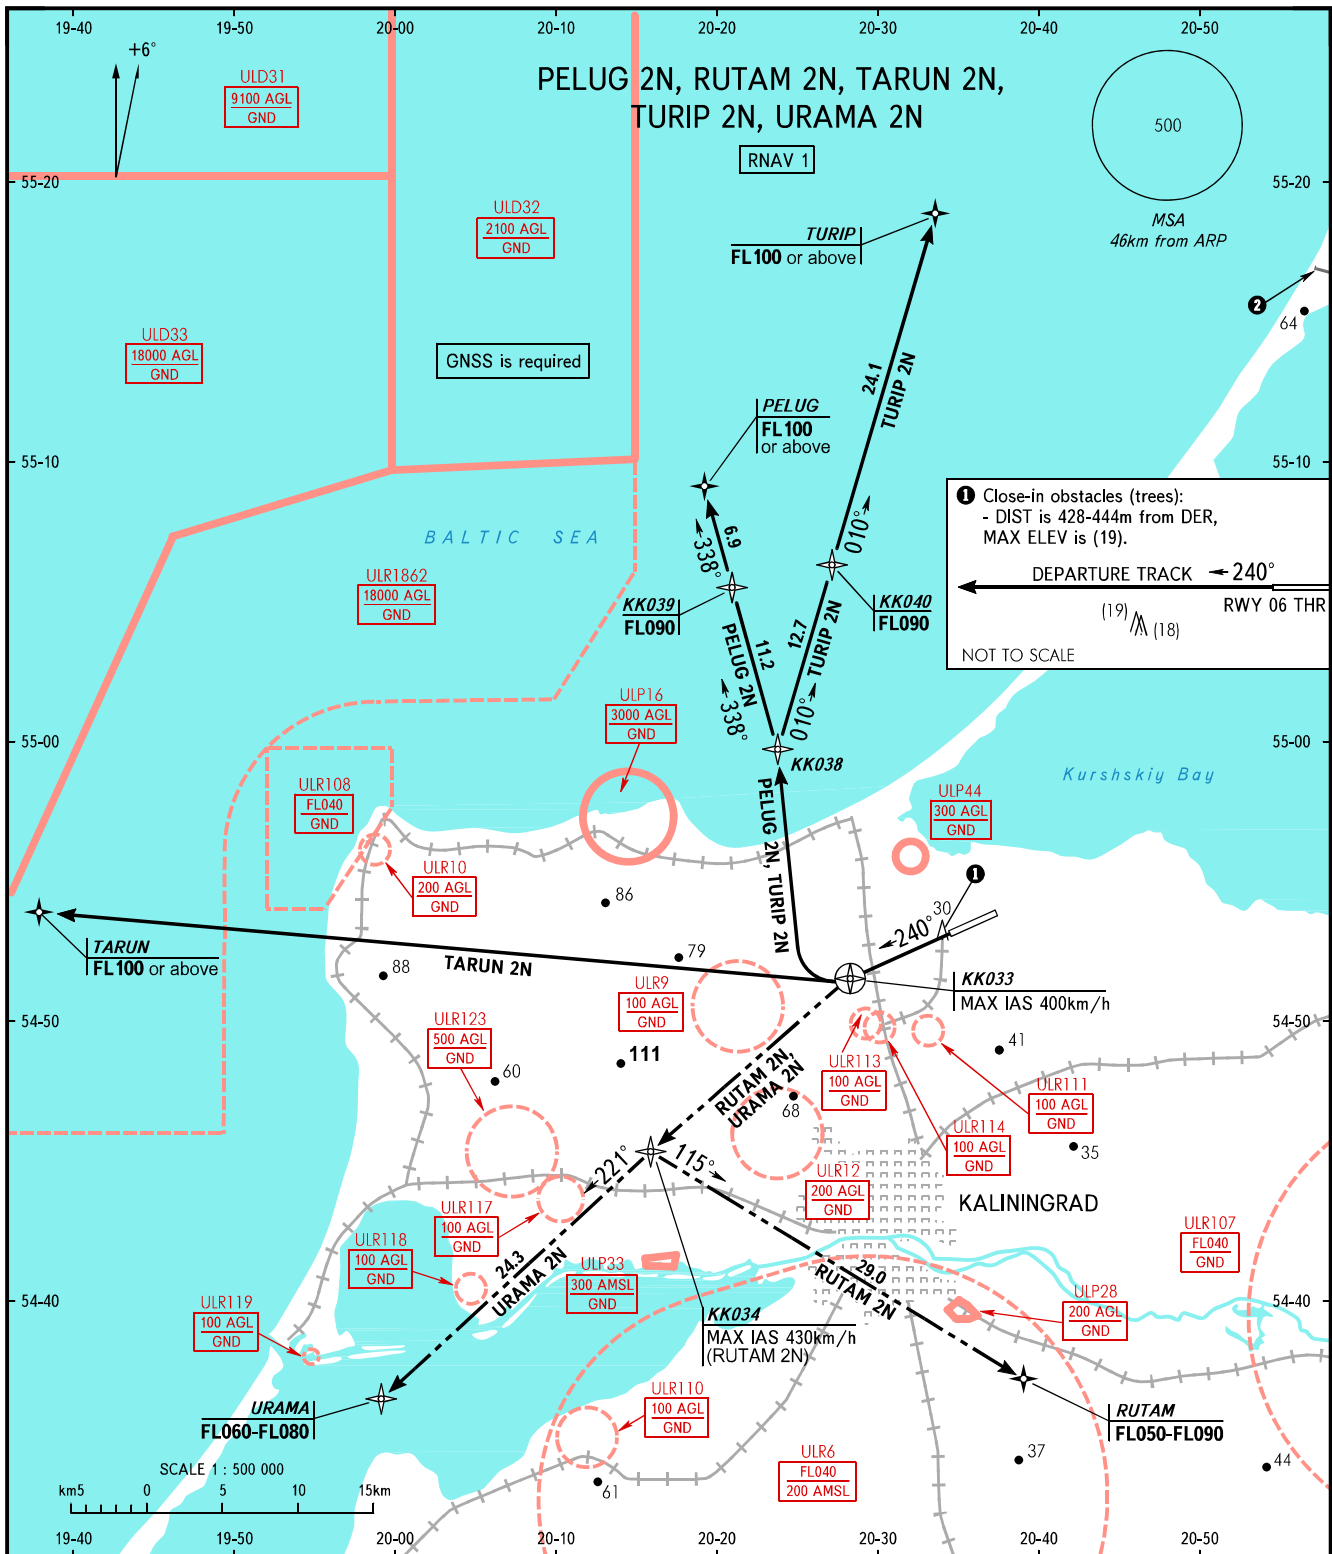 19-40
19-50
20-00
20-10
20-20
20-30
20-40
20-50
+6°
ULD31
9100 AGL
GND
PELUG 2N, RUTAM 2N, TARUN 2N,
TURIP 2N, URAMA 2N
RNAV 1
500
MSA
46km from ARP
55-20
55-20
ULD32
2100 AGL
GND
TURIP
FL100 or above
2
64
ULD33
18000 AGL
GND
GNSS is required
24.1
TURIP 2N
PELUG
FL100
or above
55-10
55-10
1 Close-in obstacles (trees):
- DIST is 428-444m from DER,
MAX ELEV is (19).
DEPARTURE TRACK 240°
RWY 06 THR
(19)
(18)
NOT TO SCALE
BALTIC SEA
6.9
338°
010°
ULR1862
18000 AGL
GND
KK039
FL090
KK040
FL090
11.2
PELUG 2N
338°
12.7
TURIP 2N
010°
ULP16
3000 AGL
GND
55-00
55-00
KK038
Kurshskiy Bay
ULR108
FL040
GND
PELUG 2N, TURIP 2N
ULP44
300 AGL
GND
ULR10
200 AGL
GND
1
86
30
240°
TARUN
FL100 or above
TARUN 2N
88
79
KK033
MAX IAS 400km/h
ULR9
100 AGL
GND
54-50
54-50
ULR123
500 AGL
GND
111
60
41
RUTAM 2N,
URAMA 2N
68
ULR113
100 AGL
GND
ULR111
100 AGL
GND
ULR114
100 AGL
GND
35
221°
115°
ULR12
200 AGL
GND
KALININGRAD
ULR117
100 AGL
GND
ULR107
FL040
GND
ULR118
100 AGL
GND
24.3
URAMA 2N
ULP33
300 AMSL
GND
29.0
RUTAM 2N
ULP28
200 AGL
GND
54-40
54-40
ULR119
100 AGL
GND
KK034
MAX IAS 430km/h
(RUTAM 2N)
URAMA
FL060-FL080
ULR110
100 AGL
GND
RUTAM
FL050-FL090
ULR6
FL040
200 AMSL
37
44
61
SCALE 1 : 500 000
km5
0
5
10
15km
19-40
19-50
20-00
20-10
20-20
20-30
20-40
20-50